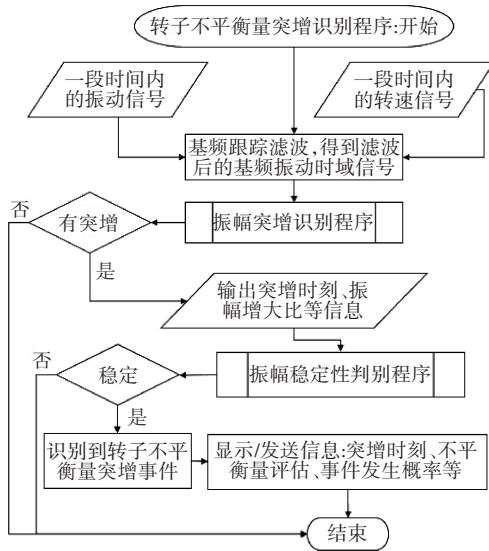 转子不平衡量突增识别程序:开始
一段时间内
的振动信号
一段时间内
的转速信号
基频跟踪滤波,得到滤波
后的基频振动时域信号
否
有突增
振幅突增识别程序
是
输出突增时刻、振
幅增大比等信息
否
稳定
振幅稳定性判别程序
是
识别到转子不平
衡量突增事件
显示/发送信息:突增时刻、不平
衡量评估、事件发生概率等
结束